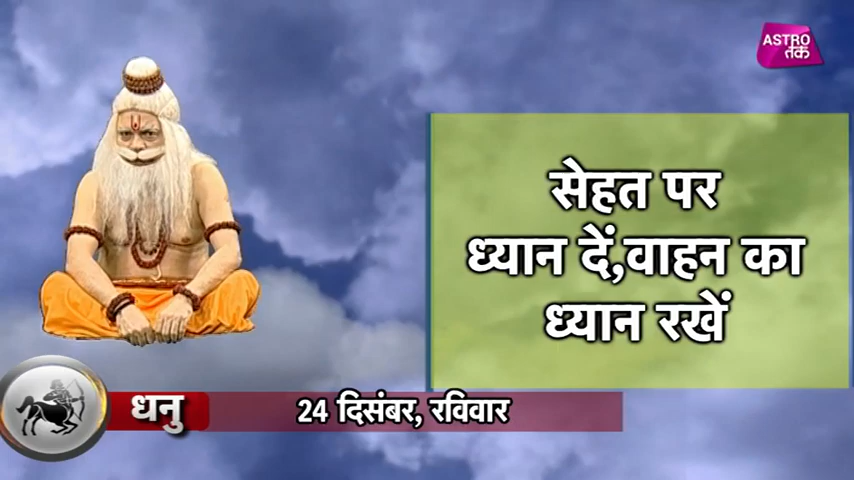 ASTRO
तक
सेहत पर
ध्यान दें,वाहन का
ध्यान रखें
धनु
24 दिसंबर, रविवार